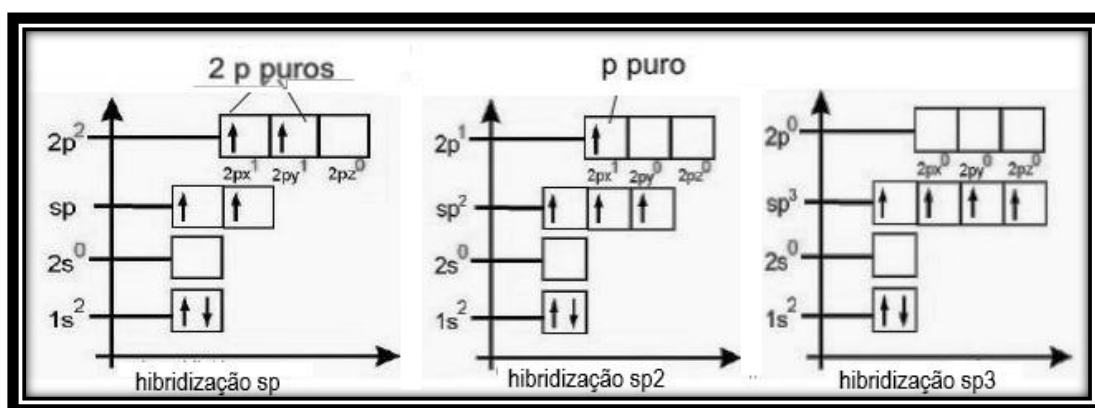 2 p puros
2p²
2px¹ 2py¹ 2pz⁰
sp
2s⁰
1s²
hibridização sp
p puro
2p¹
2px¹ 2py⁰ 2pz⁰
sp²
2s⁰
1s²
hibridização sp2
2p⁰
2px⁰ 2py⁰ 2pz⁰
sp³
2s⁰
1s²
hibridização sp3